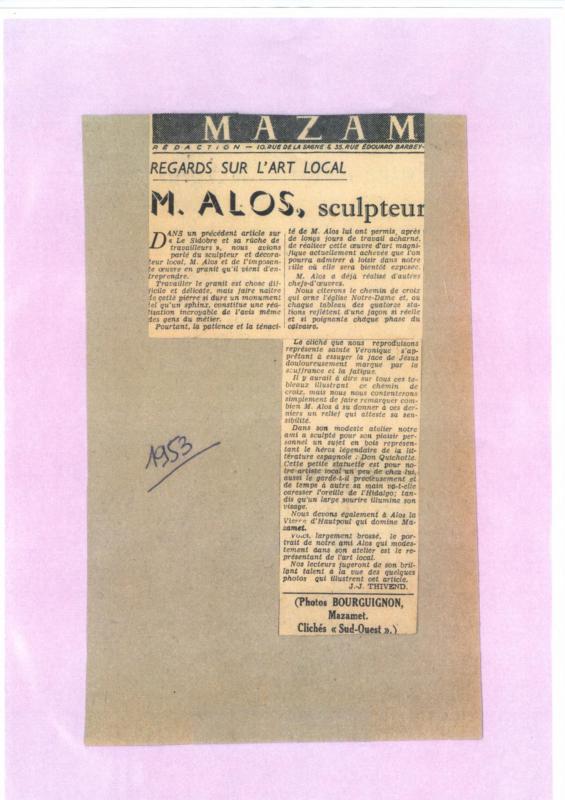 MAZAM
RÉDACTION — 10, RUE DE LA SAGNE & 35, RUE ÉDOUARD BARBEY
REGARDS SUR L'ART LOCAL
M. ALOS, sculpteur
DANS un précédent article sur
« Le Sidobre et sa rûche de
travailleurs », nous avions
parlé du sculpteur et décora-
teur local, M. Alos et de l'imposan-
te œuvre en granit qu'il vient d'en-
treprendre.
Travailler le granit est chose dif-
ficile et délicate, mais faire naître
de cette pierre si dure un monument
tel qu'un sphinx, constitue une réa-
lisation incroyable de l'avis même
des gens du métier.
Pourtant, la patience et la ténaci-
té de M. Alos lui ont permis, après
de longs jours de travail acharné,
de réaliser cette œuvre d'art magni-
fique actuellement achevée que l'on
pourra admirer à loisir dans notre
ville où elle sera bientôt exposée.
M. Alos a déjà réalisé d'autres
chefs-d'œuvres.
Nous citerons le chemin de croix
qui orne l'église Notre-Dame et, où
chaque tableau des quatorze sta-
tions reflètent d'une façon si réelle
et si poignante chaque phase du
calvaire.
Le cliché que nous reproduisons
représente sainte Véronique s'ap-
prêtant à essuyer la face de Jésus
douloureusement marquée par la
souffrance et la fatigue.
Il y aurait à dire sur tous ces ta-
bleaux illustrant ce chemin de
croix, mais nous nous contenterons
simplement de faire remarquer com-
bien M. Alos a su donner à ces der-
niers un relief qui atteste sa sen-
sibilité.
Dans son modeste atelier notre
ami a sculpté pour son plaisir per-
sonnel un sujet en bois représen-
tant le héros légendaire de la lit-
térature espagnole : Don Quichotte.
Cette petite statuette est pour no-
tre artiste local un peu de chez lui,
aussi le garde-t-il précieusement et
de temps à autre sa main va-t-elle
caresser l'oreille de l'Hidalgo; tan-
dis qu'un large sourire illumine son
visage.
Nous devons également à Alos la
Vierge d'Hautpoul qui domine Ma-
zamet.
Voici, largement brossé, le por-
trait de notre ami Alos qui modes-
tement dans son atelier est le re-
présentant de l'art local.
Nos lecteurs jugeront de son bril-
lant talent à la vue des quelques
photos qui illustrent cet article.
J.-J. THIVEND.
(Photos BOURGUIGNON,
Mazamet.
Clichés « Sud-Ouest ».)
1953